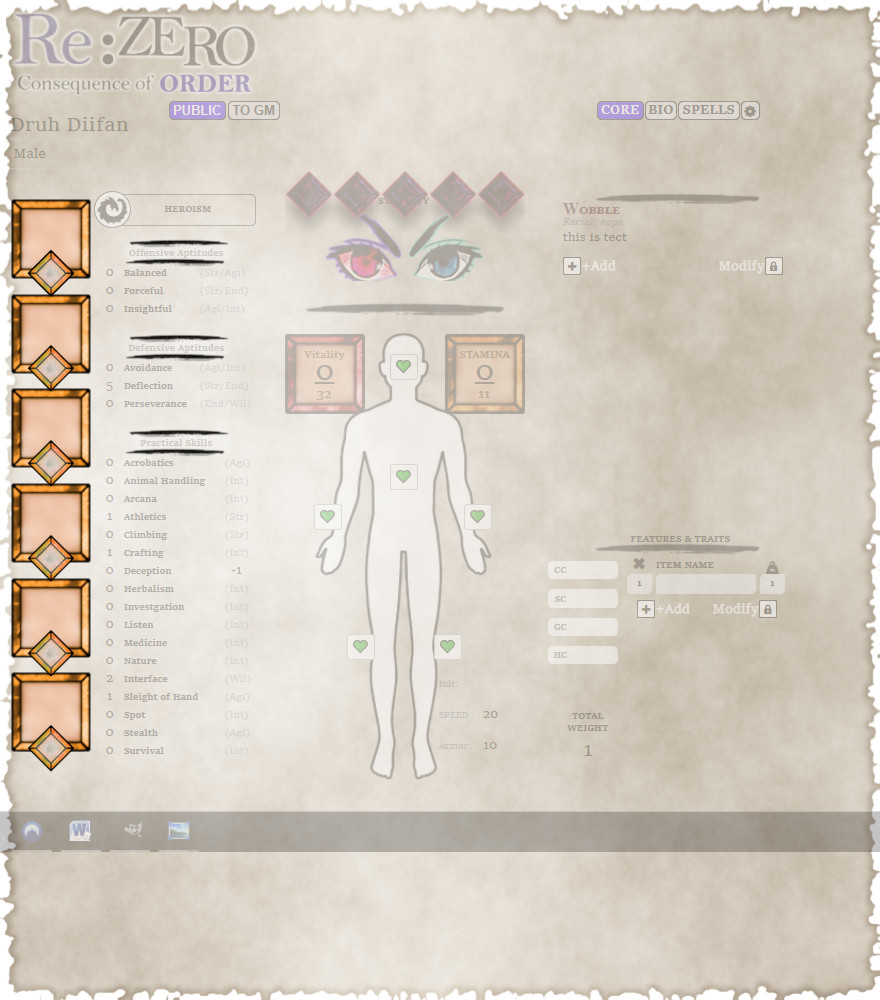 Re:ZERO
Consequence of ORDER
PUBLIC TO GM
CORE BIO SPELLS
Druh Diifan
Male
HEROISM
Offensive Aptitudes
0 Balanced (Str/Agi)
0 Forceful (Str/End)
0 Insightful (Agi/Int)
Defensive Aptitudes
0 Avoidance (Agi/Int)
5 Deflection (Str/End)
0 Perseverance (End/Wil)
Practical Skills
0 Acrobatics (Agi)
0 Animal Handling (Int)
0 Arcana (Int)
1 Athletics (Str)
0 Climbing (Str)
1 Crafting (Int)
0 Deception -1
0 Herbalism (Int)
0 Investgation (Int)
0 Listen (Int)
0 Medicine (Int)
0 Nature (Int)
2 Interface (Wil)
1 Sleight of Hand (Agi)
0 Spot (Int)
0 Stealth (Agi)
0 Survival (Int)
Vitality
0
32
STAMINA
0
11
Init:
SPEED 20
Armor: 10
Wobble
Racial: nope
this is tect
+Add Modify
FEATURES & TRAITS
ITEM NAME
1 1
+Add Modify
CC
SC
GC
HC
TOTAL
WEIGHT
1